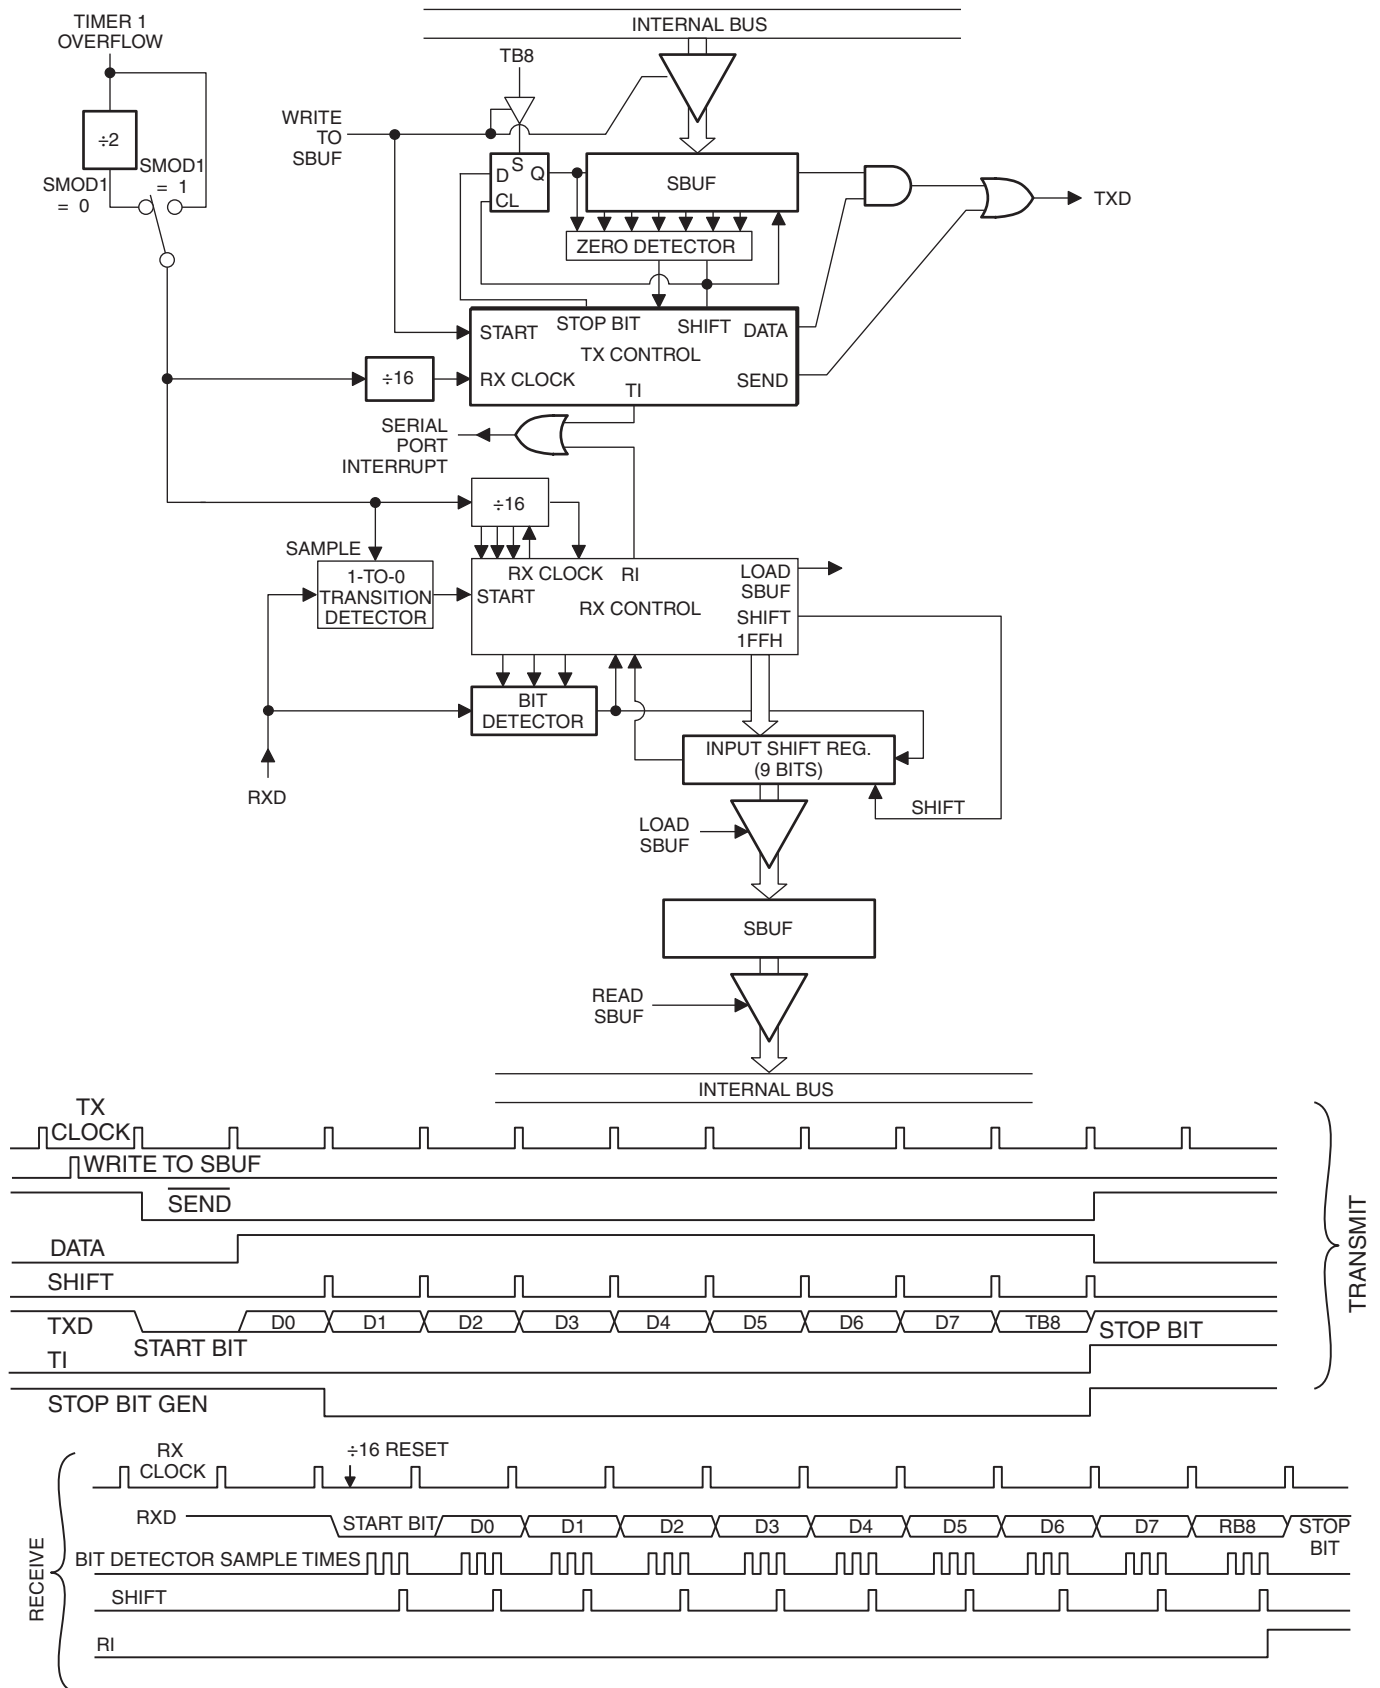 TIMER 1
OVERFLOW
INTERNAL BUS
TB8
WRITE
TO
SBUF
÷2
SMOD1
= 1
SMOD1
= 0
S
D
Q
CL
SBUF
TXD
ZERO DETECTOR
START
STOP BIT
SHIFT
DATA
TX CONTROL
÷16
RX CLOCK
SEND
TI
SERIAL
PORT
INTERRUPT
÷16
SAMPLE
1-TO-0
TRANSITION
DETECTOR
RX CLOCK
RI
START
RX CONTROL
LOAD
SBUF
SHIFT
1FFH
BIT
DETECTOR
INPUT SHIFT REG.
(9 BITS)
RXD
SHIFT
LOAD
SBUF
SBUF
READ
SBUF
INTERNAL BUS
TX
CLOCK
WRITE TO SBUF
SEND
DATA
SHIFT
TXD
START BIT
D0
D1
D2
D3
D4
D5
D6
D7
TB8
STOP BIT
TI
STOP BIT GEN
TRANSMIT
RX
CLOCK
÷16 RESET
RXD
START BIT
D0
D1
D2
D3
D4
D5
D6
D7
RB8
STOP
BIT
BIT DETECTOR SAMPLE TIMES
SHIFT
RI
RECEIVE